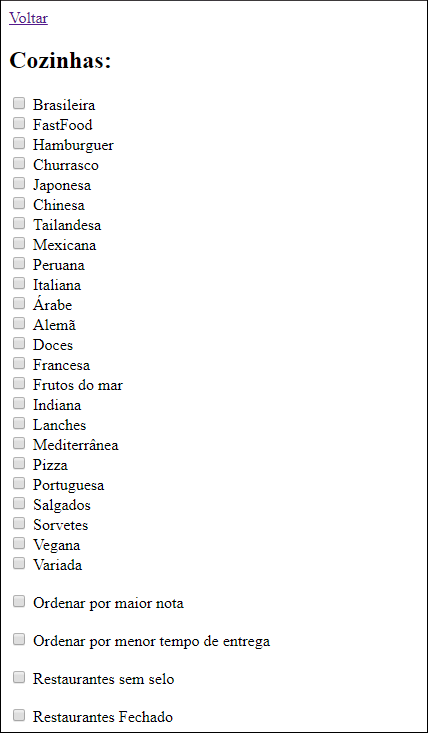 Voltar
Cozinhas:
Brasileira
FastFood
Hamburguer
Churrasco
Japonesa
Chinesa
Tailandesa
Mexicana
Peruana
Italiana
Árabe
Alemã
Doces
Francesa
Frutos do mar
Indiana
Lanches
Mediterrânea
Pizza
Portuguesa
Salgados
Sorvetes
Vegana
Variada
Ordenar por maior nota
Ordenar por menor tempo de entrega
Restaurantes sem selo
Restaurantes Fechado